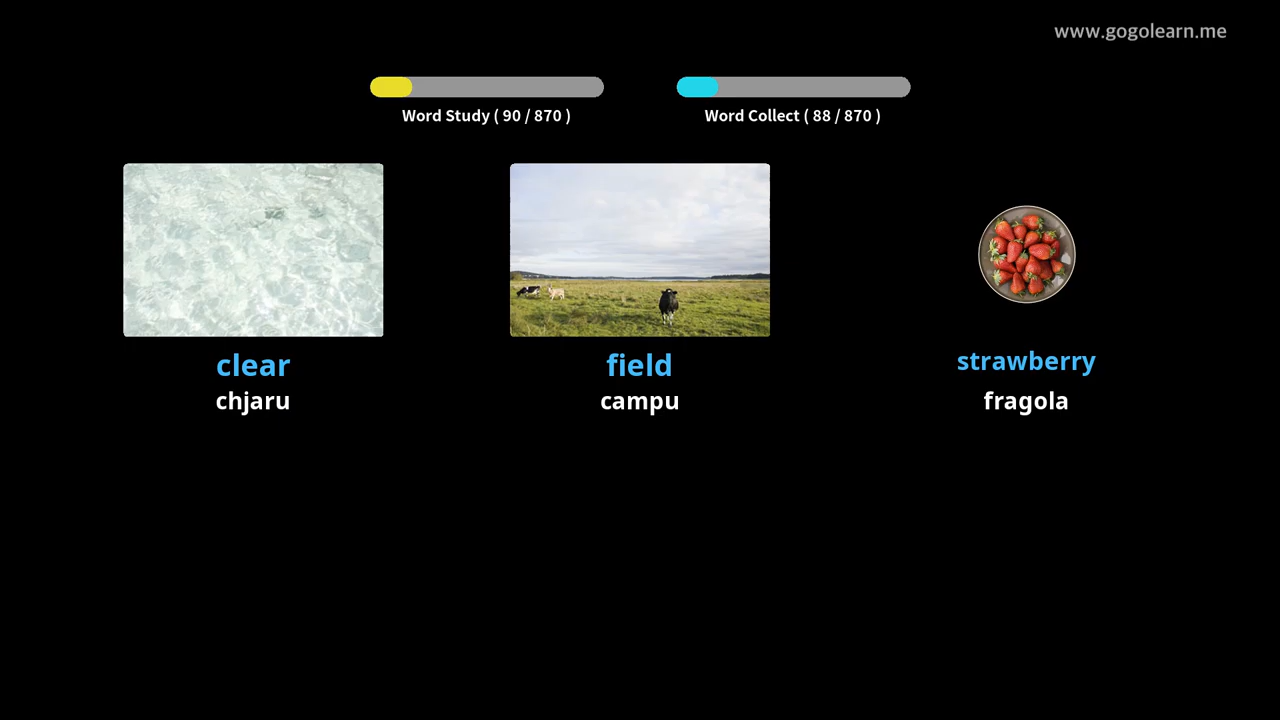 www.gogolearn.me
Word Study ( 90 / 870 )
Word Collect ( 88 / 870 )
clear
chjaru
field
campu
strawberry
fragola